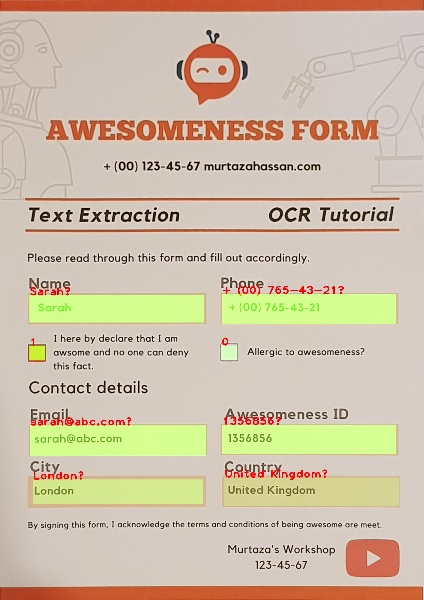 AWESOMENESS FORM
+ (00) 123-45-67 murtazahassan.com
Text Extraction OCR Tutorial
Please read through this form and fill out accordingly.
Name Phone
Sarah? + (00) 765-43-21?
Sarah + (00) 765-43-21
1 0
I here by declare that I am
awsome and no one can deny
this fact.
Allergic to awesomeness?
Contact details
Email Awesomeness ID
sarah@abc.com? 1356856?
sarah@abc.com 1356856
City Country
London? United Kingdom?
London United Kingdom
By signing this form, I acknowledge the terms and conditions of being awesome are met.
Murtaza's Workshop
123-45-67